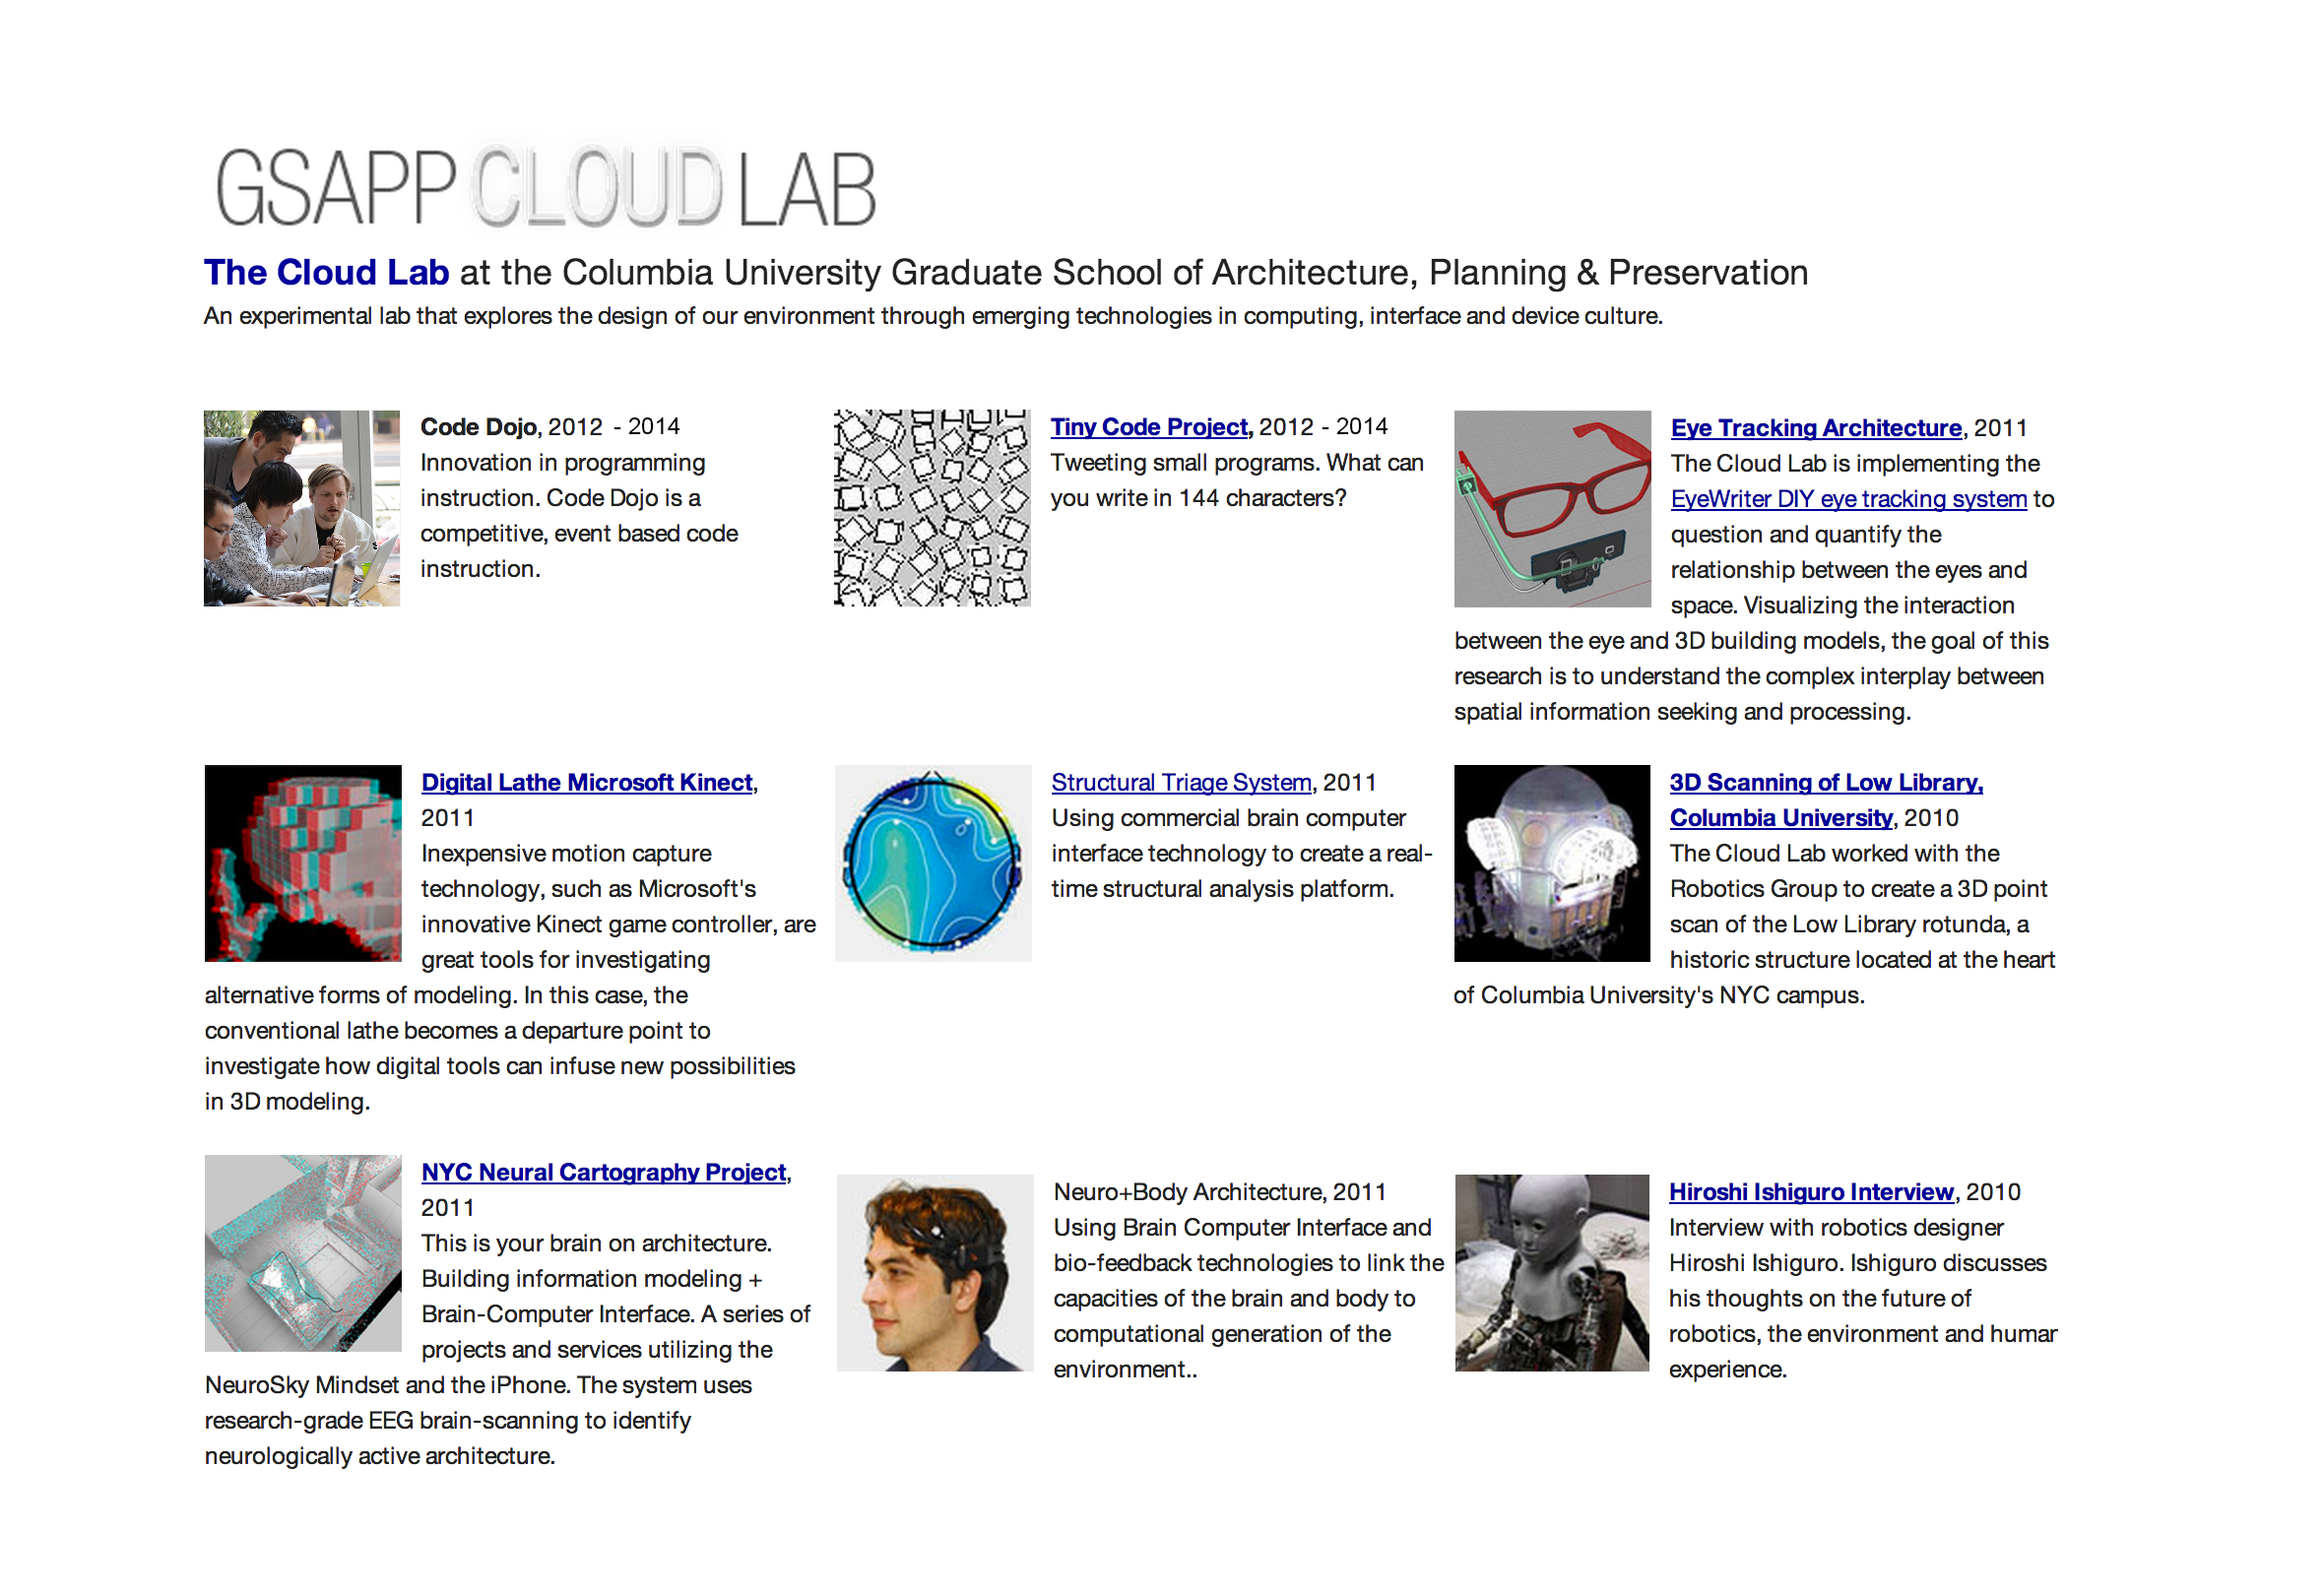 GSAPP CLOUD LAB
The Cloud Lab at the Columbia University Graduate School of Architecture, Planning & Preservation
An experimental lab that explores the design of our environment through emerging technologies in computing, interface and device culture.
Code Dojo, 2012 - 2014
Innovation in programming
instruction. Code Dojo is a
competitive, event based code
instruction.
Tiny Code Project, 2012 - 2014
Tweeting small programs. What can
you write in 144 characters?
Eye Tracking Architecture, 2011
The Cloud Lab is implementing the
EyeWriter DIY eye tracking system to
question and quantify the
relationship between the eyes and
space. Visualizing the interaction
between the eye and 3D building models, the goal of this
research is to understand the complex interplay between
spatial information seeking and processing.
Digital Lathe Microsoft Kinect,
2011
Inexpensive motion capture
technology, such as Microsoft's
innovative Kinect game controller, are
great tools for investigating
alternative forms of modeling. In this case, the
conventional lathe becomes a departure point to
investigate how digital tools can infuse new possibilities
in 3D modeling.
Structural Triage System, 2011
Using commercial brain computer
interface technology to create a real-
time structural analysis platform.
3D Scanning of Low Library,
Columbia University, 2010
The Cloud Lab worked with the
Robotics Group to create a 3D point
scan of the Low Library rotunda, a
historic structure located at the heart
of Columbia University's NYC campus.
NYC Neural Cartography Project,
2011
This is your brain on architecture.
Building information modeling +
Brain-Computer Interface. A series of
projects and services utilizing the
NeuroSky Mindset and the iPhone. The system uses
research-grade EEG brain-scanning to identify
neurologically active architecture.
Neuro+Body Architecture, 2011
Using Brain Computer Interface and
bio-feedback technologies to link the
capacities of the brain and body to
computational generation of the
environment..
Hiroshi Ishiguro Interview, 2010
Interview with robotics designer
Hiroshi Ishiguro. Ishiguro discusses
his thoughts on the future of
robotics, the environment and human
experience.